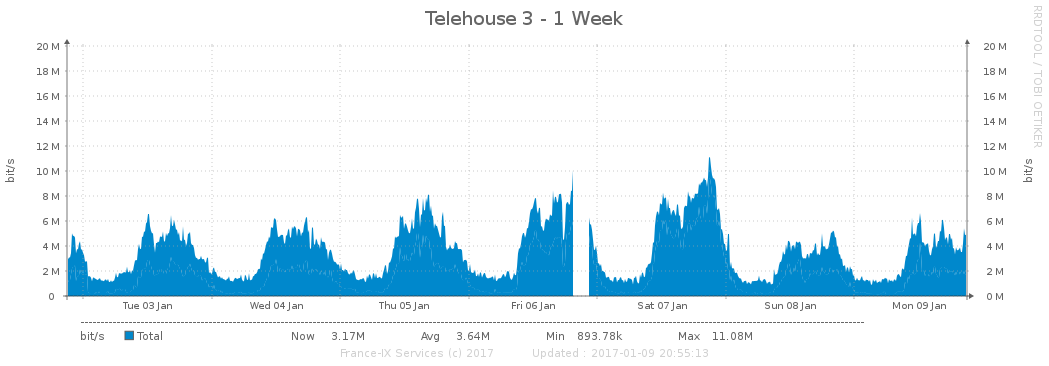 Telehouse 3 - 1 Week
RRDTOOL / TOBI OETIKER
bit/s
20 M 20 M
18 M 18 M
16 M 16 M
14 M 14 M
12 M 12 M
10 M 10 M
8 M 8 M
6 M 6 M
4 M 4 M
2 M 2 M
0 0 M
bit/s
Tue 03 Jan Wed 04 Jan Thu 05 Jan Fri 06 Jan Sat 07 Jan Sun 08 Jan Mon 09 Jan
bit/s Total Now 3.17M Avg 3.64M Min 893.78k Max 11.08M
France-IX Services (c) 2017 Updated : 2017-01-09 20:55:13